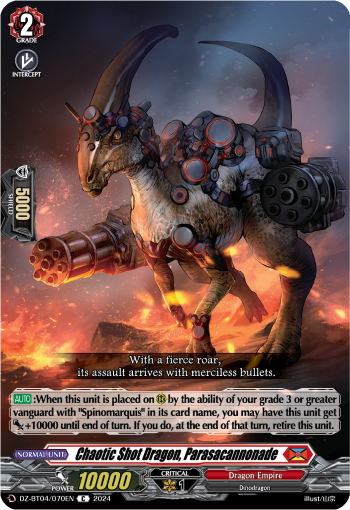 2
GRADE
INTERCEPT
5000
SHIELD
With a fierce roar,
its assault arrives with merciless bullets.
AUTO :When this unit is placed on R by the ability of your grade 3 or greater
vanguard with "Spinomarquis" in its card name, you may have this unit get
+10000 until end of turn. If you do, at the end of that turn, retire this unit.
NORMAL UNIT
Chaotic Shot Dragon, Parasacannonade
POWER
10000
CRITICAL
1
Dragon Empire
Dinodragon
DZ-BT04/070EN C 2024
illust/山宗